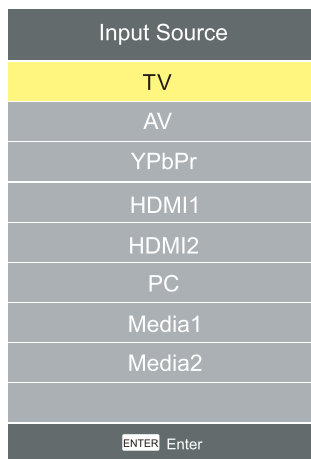 Input Source
TV
AV
YPbPr
HDMI1
HDMI2
PC
Media1
Media2
ENTER Enter